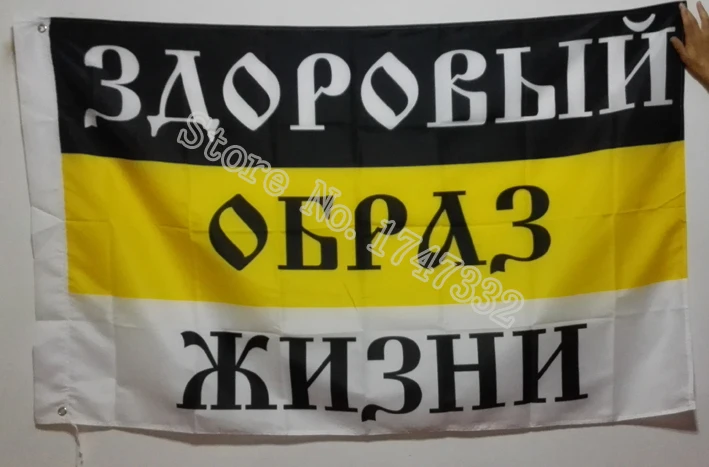 ЗДОРОВЫЙ
ОБРАЗ
ЖИЗНИ
Store No. 1747332